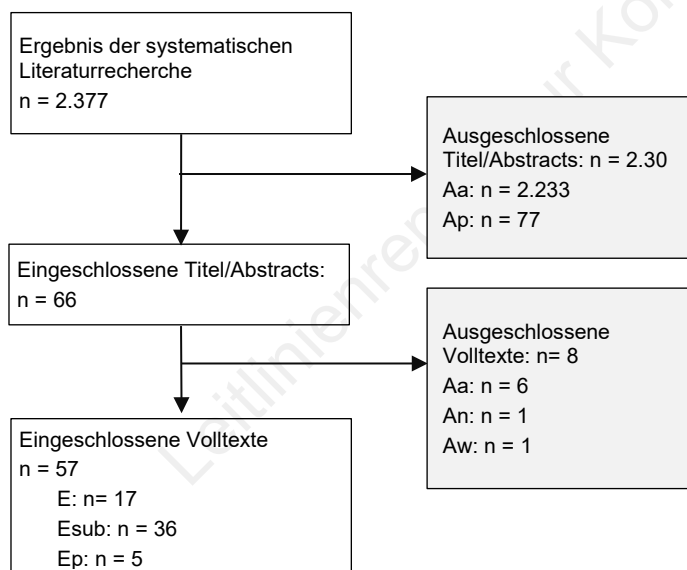 Ergebnis der systematischen
Literaturrecherche
n = 2.377
Ausgeschlossene
Titel/Abstracts: n = 2.30
Aa: n = 2.233
Ap: n = 77
Eingeschlossene Titel/Abstracts:
n = 66
Ausgeschlossene
Volltexte: n= 8
Aa: n = 6
An: n = 1
Aw: n = 1
Eingeschlossene Volltexte
n = 57
E: n= 17
Esub: n = 36
Ep: n = 5